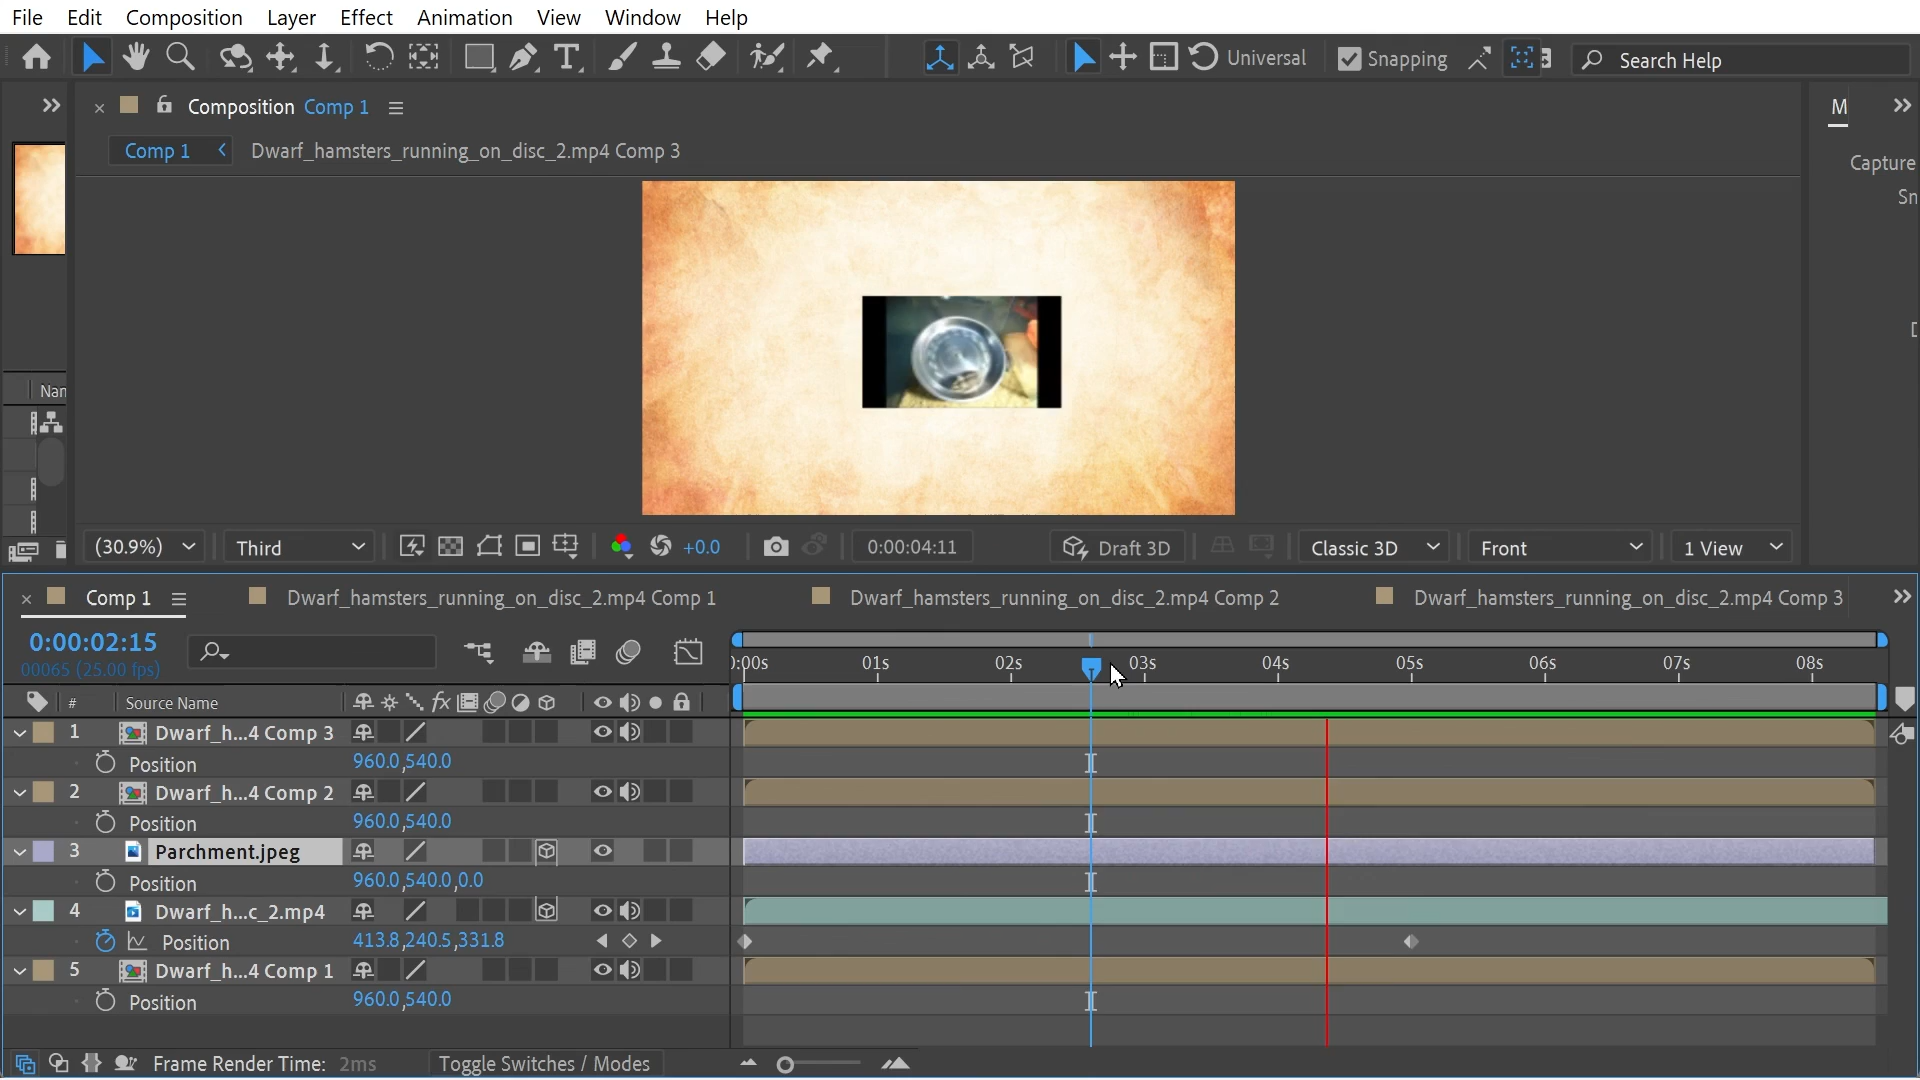 File Edit Composition Layer Effect Animation View Window Help
Universal Snapping Search Help
Composition Comp 1 M
Comp 1 Dwarf_hamsters_running_on_disc_2.mp4 Comp 3 Capture
Sn
Nan
(30.9%) Third +0.0 0:00:04:11 Draft 3D Classic 3D Front 1 View
Comp 1 Dwarf_hamsters_running_on_disc_2.mp4 Comp 1 Dwarf_hamsters_running_on_disc_2.mp4 Comp 2 Dwarf_hamsters_running_on_disc_2.mp4 Comp 3
0:00:02:15
00065 (25.00 fps)
):00s 01s 02s 03s 04s 05s 06s 07s 08s
# Source Name fx
1 Dwarf_h...4 Comp 3
Position 960.0,540.0
2 Dwarf_h...4 Comp 2
Position 960.0,540.0
3 Parchment.jpeg
Position 960.0,540.0,0.0
4 Dwarf_h...c_2.mp4
Position 413.8,240.5,331.8
5 Dwarf_h...4 Comp 1
Position 960.0,540.0
Frame Render Time: 2ms Toggle Switches / Modes